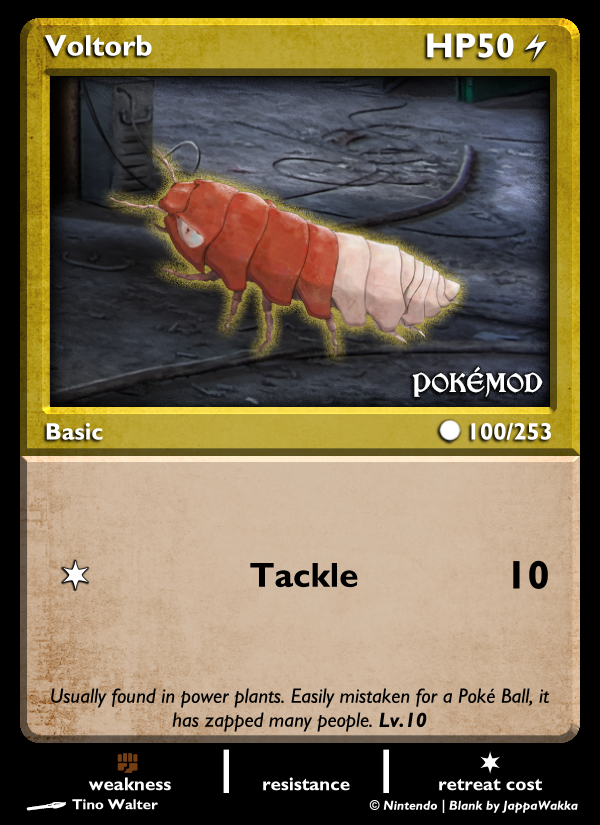 Voltorb HP50
POKÉMOD
Basic 100/253
Tackle 10
Usually found in power plants. Easily mistaken for a Poké Ball, it
has zapped many people. Lv.10
weakness resistance retreat cost
Tino Walter © Nintendo | Blank by JappaWakka